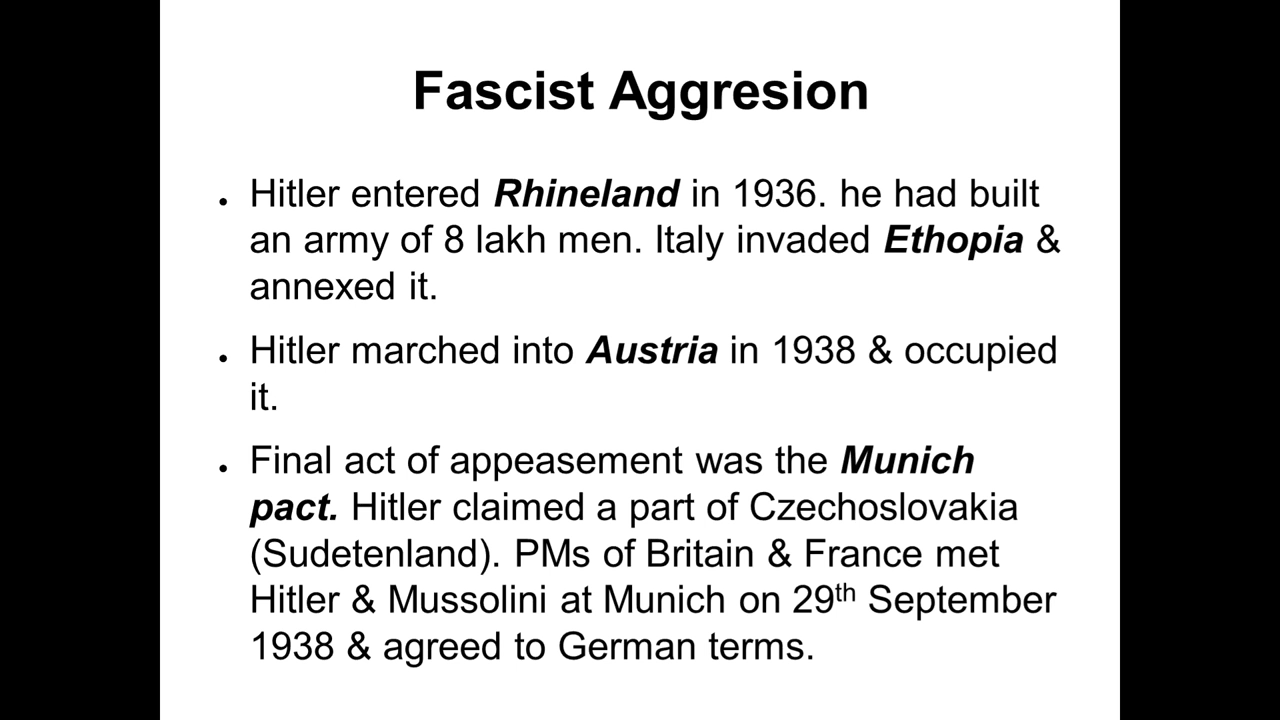 Fascist Aggresion
● Hitler entered Rhineland in 1936. he had built
an army of 8 lakh men. Italy invaded Ethopia &
annexed it.
● Hitler marched into Austria in 1938 & occupied
it.
● Final act of appeasement was the Munich
pact. Hitler claimed a part of Czechoslovakia
(Sudetenland). PMs of Britain & France met
Hitler & Mussolini at Munich on 29th September
1938 & agreed to German terms.